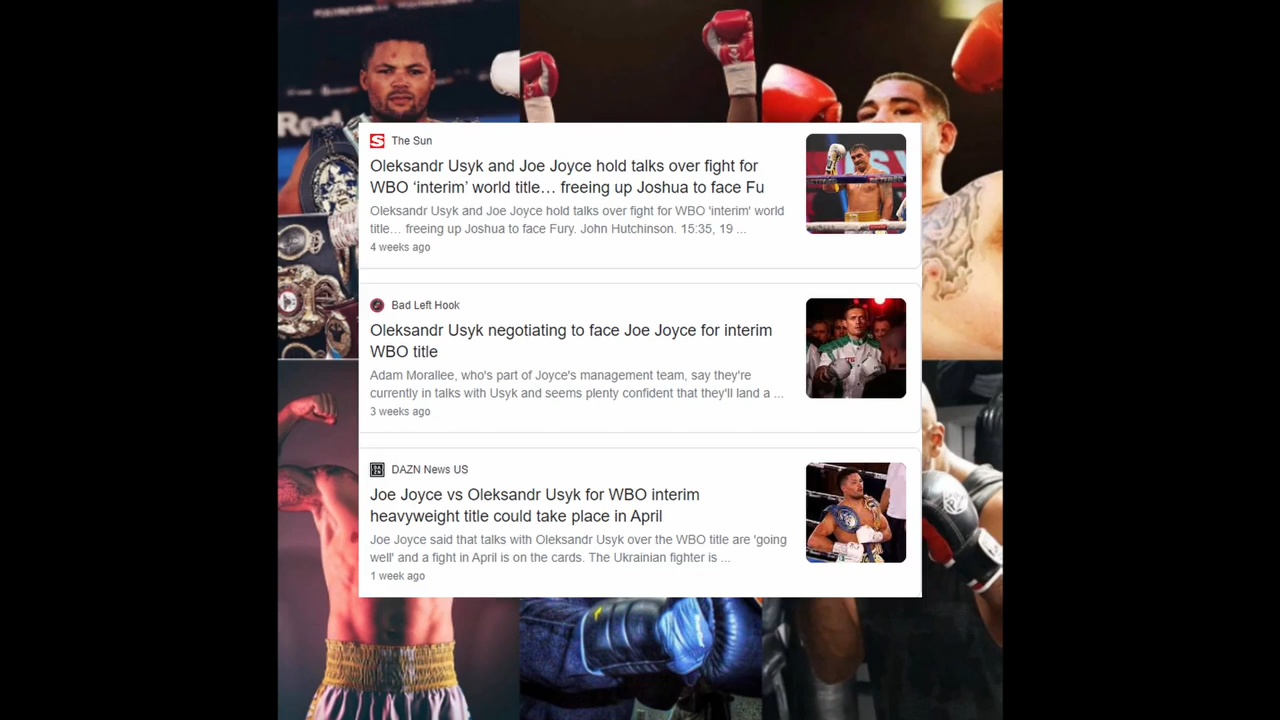 The Sun
Oleksandr Usyk and Joe Joyce hold talks over fight for
WBO ‘interim’ world title… freeing up Joshua to face Fu
Oleksandr Usyk and Joe Joyce hold talks over fight for WBO 'interim' world
title… freeing up Joshua to face Fury. John Hutchinson. 15:35, 19 ...
4 weeks ago
Bad Left Hook
Oleksandr Usyk negotiating to face Joe Joyce for interim
WBO title
Adam Morallee, who's part of Joyce's management team, say they're
currently in talks with Usyk and seems plenty confident that they'll land a ...
3 weeks ago
DAZN News US
Joe Joyce vs Oleksandr Usyk for WBO interim
heavyweight title could take place in April
Joe Joyce said that talks with Oleksandr Usyk over the WBO title are 'going
well' and a fight in April is on the cards. The Ukrainian fighter is ...
1 week ago